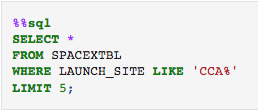 %%sql
SELECT *
FROM SPACEXTBL
WHERE LAUNCH_SITE LIKE 'CCA%'
LIMIT 5;